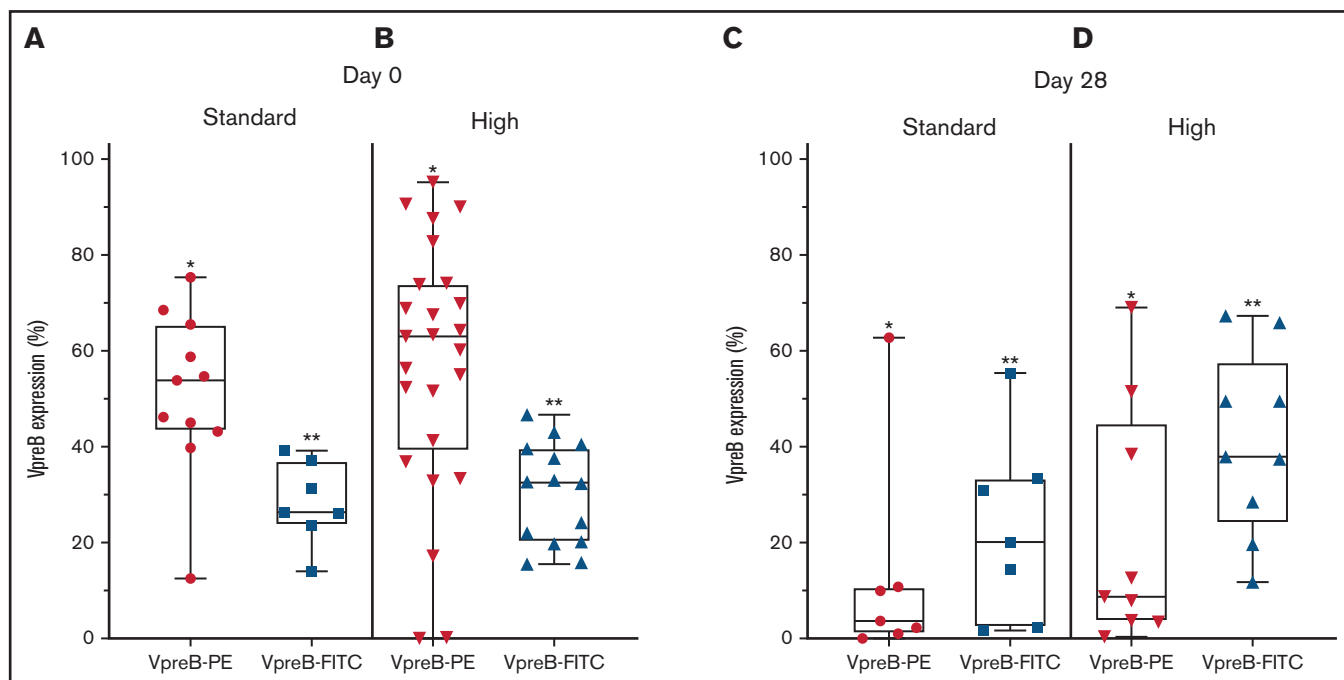 A B C D
Day 0 Day 28
Standard High Standard High
VpreB expression (%)
100
80
60
40
20
0
* ** * **
VpreB-PE VpreB-FITC VpreB-PE VpreB-FITC
VpreB expression (%)
100
80
60
40
20
0
* ** * **
VpreB-PE VpreB-FITC VpreB-PE VpreB-FITC